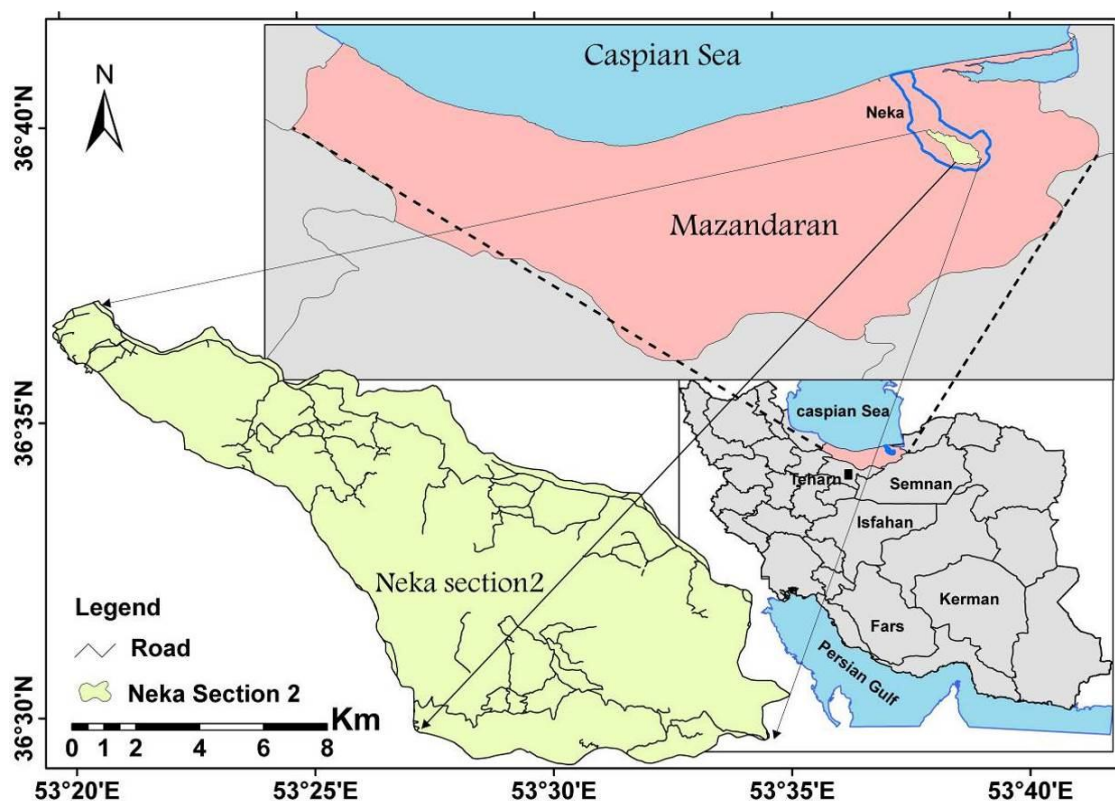 Caspian Sea
N
Neka
Mazandaran
36°40'N
36°35'N
36°30'N
caspian Sea
Teharn
Semnan
Isfahan
Kerman
Fars
Persian Gulf
Neka section2
Legend
Road
Neka Section 2
Km
0 1 2 4 6 8
53°20'E 53°25'E 53°30'E 53°35'E 53°40'E